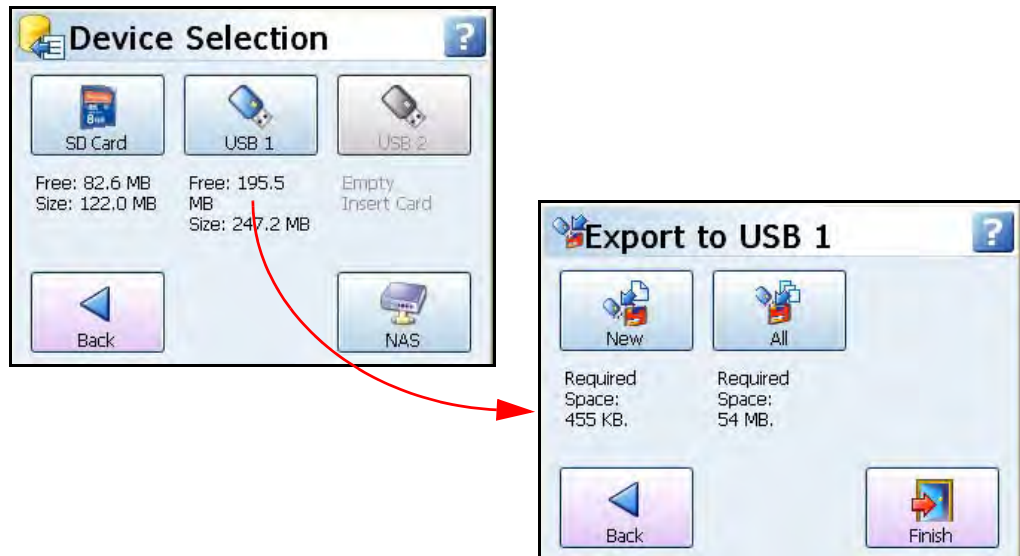 Device Selection
?
SD Card
USB 1
USB 2
Free: 82.6 MB
Size: 122.0 MB
Free: 195.5
MB
Size: 247.2 MB
Empty
Insert Card
Back
NAS
Export to USB 1
?
New
All
Required
Space:
455 KB.
Required
Space:
54 MB.
Back
Finish